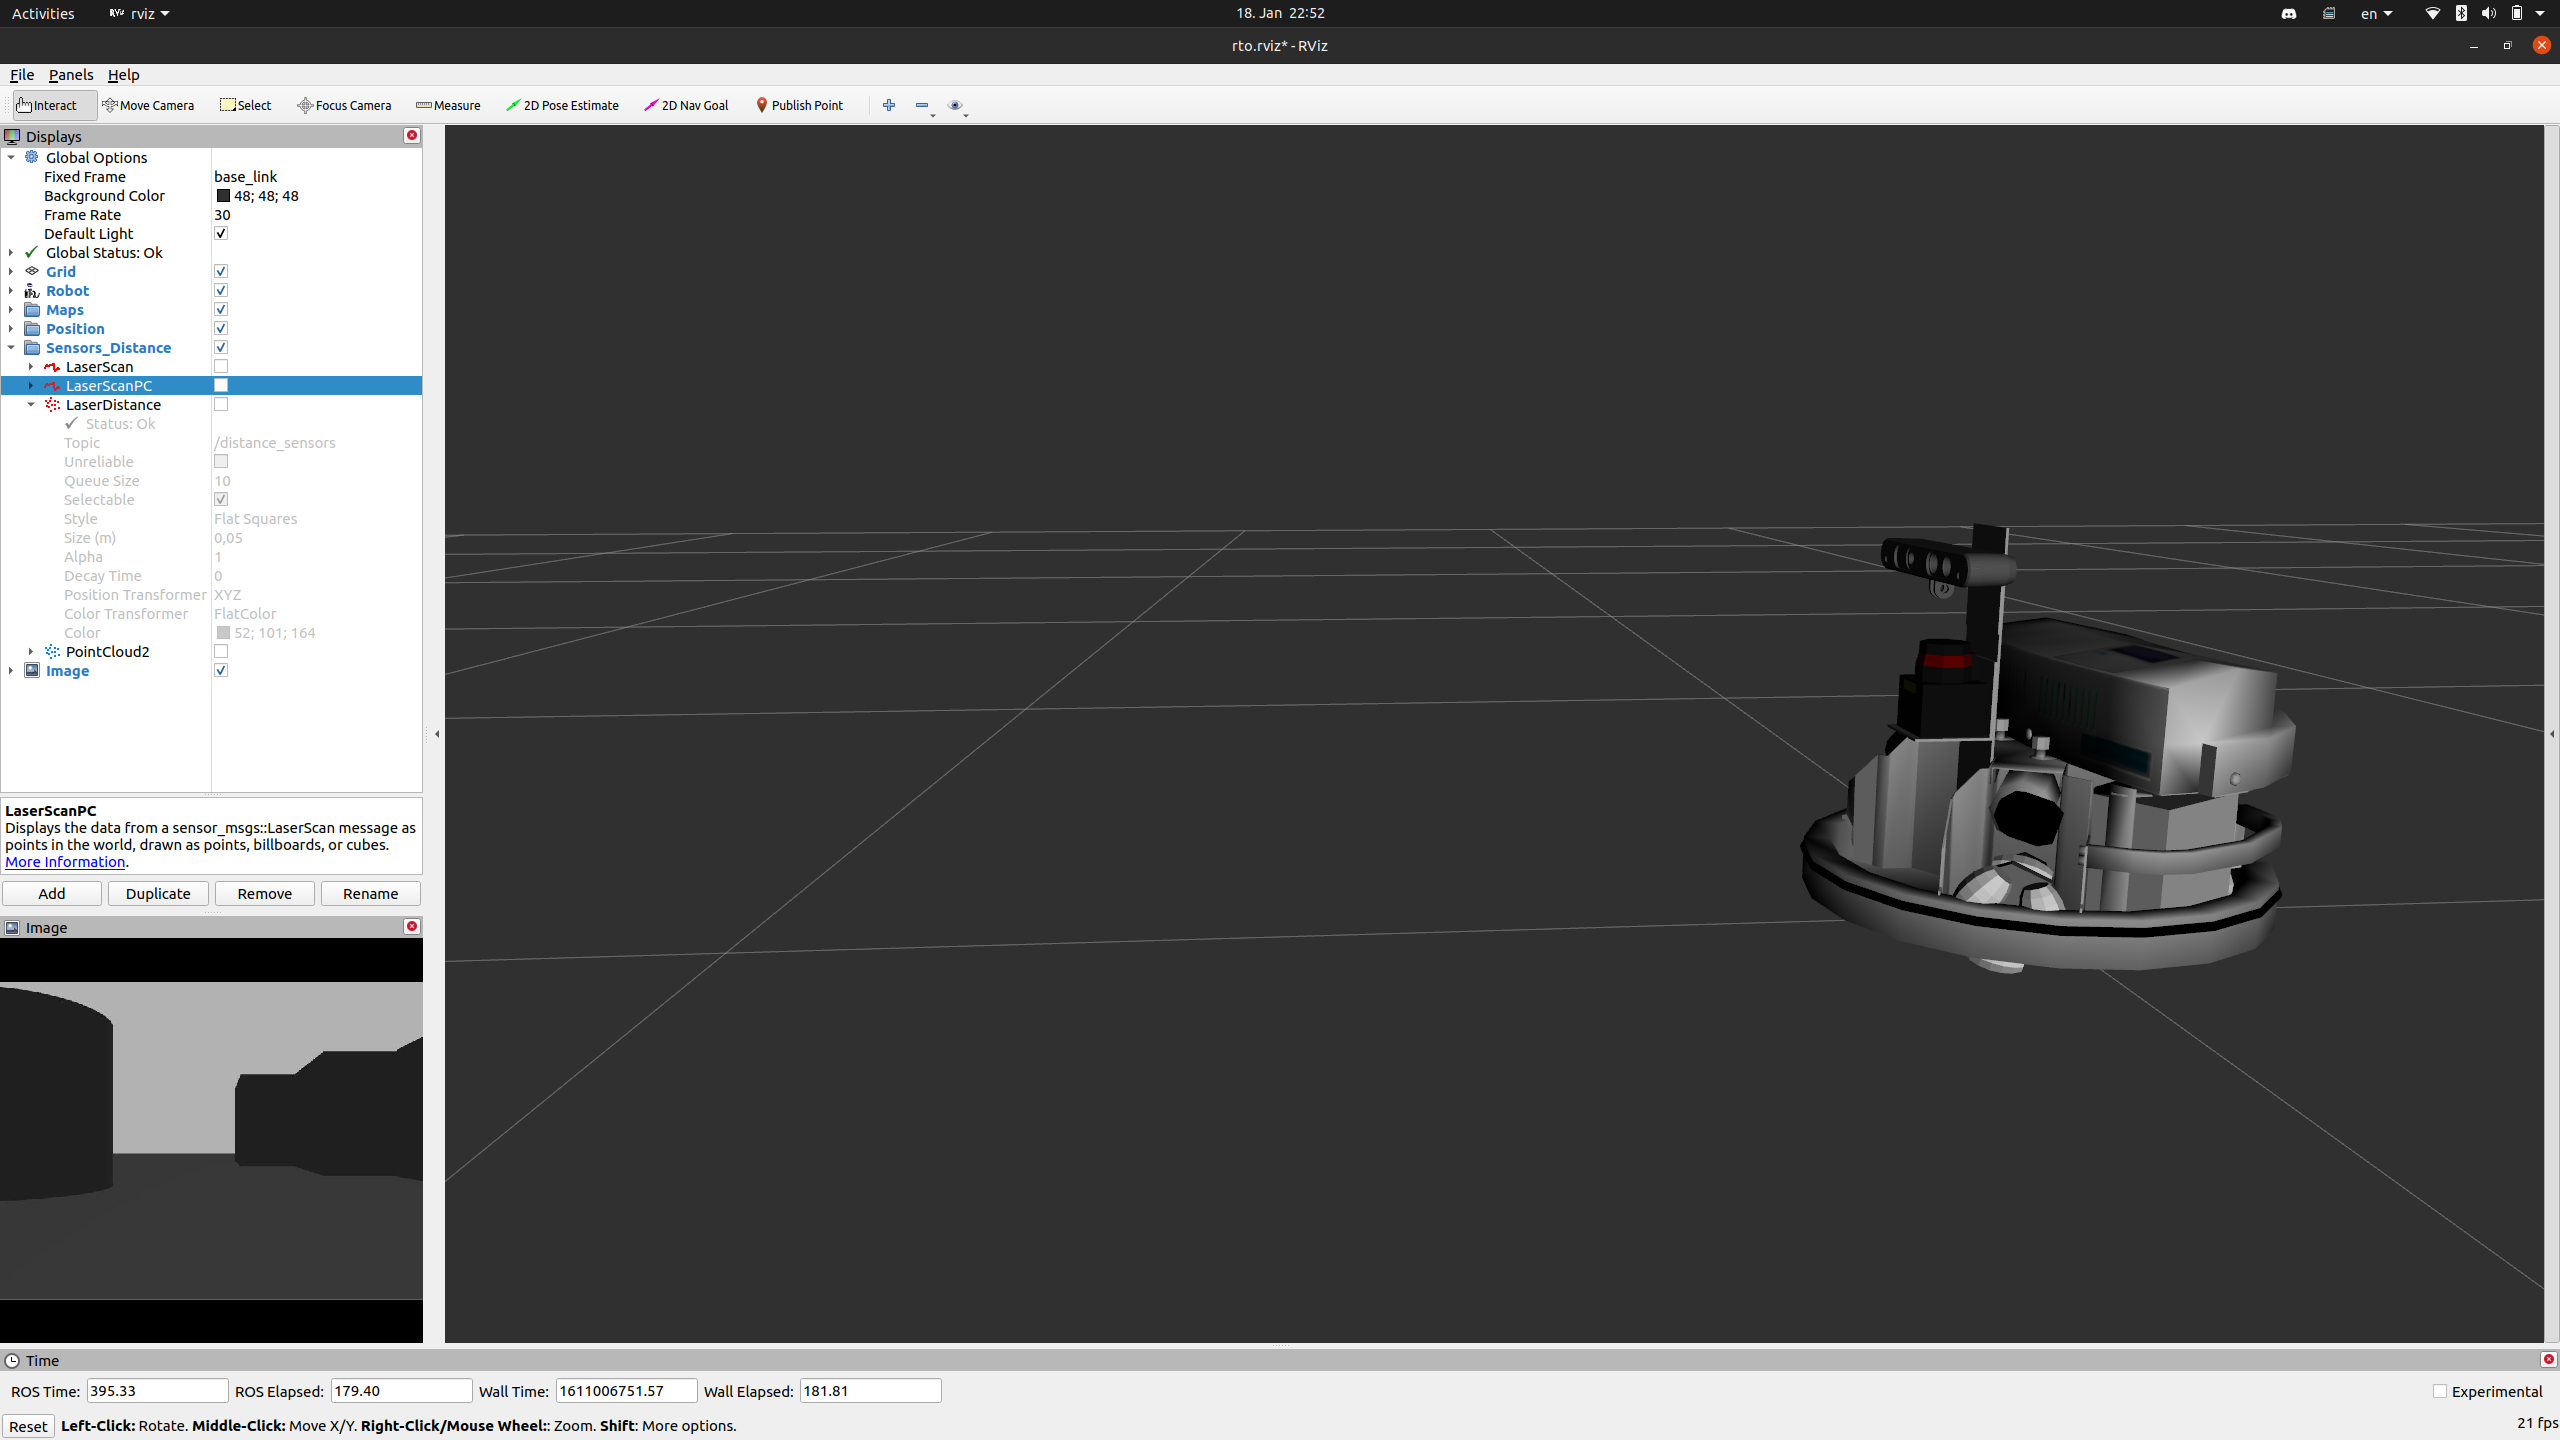 Activities rviz 18. Jan 22:52 en
rto.rviz* - RViz
File Panels Help
Interact Move Camera Select Focus Camera Measure 2D Pose Estimate 2D Nav Goal Publish Point
Displays
Global Options
Fixed Frame base_link
Background Color 48; 48; 48
Frame Rate 30
Default Light
Global Status: Ok
Grid
Robot
Maps
Position
Sensors_Distance
LaserScan
LaserScanPC
LaserDistance
Status: Ok
Topic /distance_sensors
Unreliable
Queue Size 10
Selectable
Style Flat Squares
Size (m) 0,05
Alpha 1
Decay Time 0
Position Transformer XYZ
Color Transformer FlatColor
Color 52; 101; 164
PointCloud2
Image
LaserScanPC
Displays the data from a sensor_msgs::LaserScan message as
points in the world, drawn as points, billboards, or cubes.
More Information.
Add Duplicate Remove Rename
Image
Time
ROS Time: 395.33 ROS Elapsed: 179.40 Wall Time: 1611006751.57 Wall Elapsed: 181.81 Experimental
Reset Left-Click: Rotate. Middle-Click: Move X/Y. Right-Click/Mouse Wheel:: Zoom. Shift: More options. 21 fps